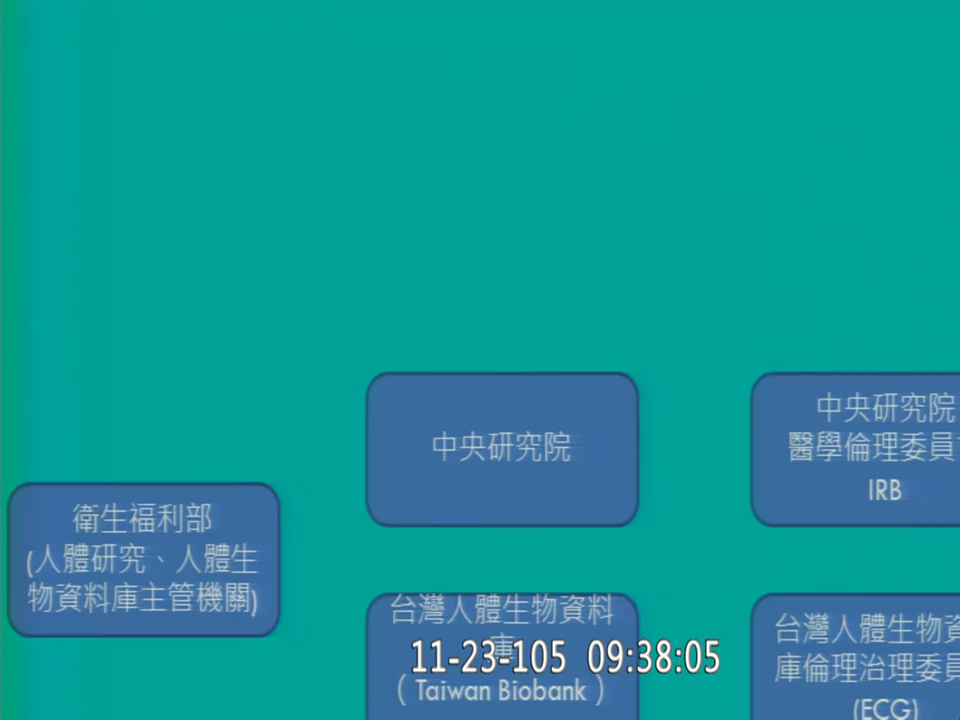 中央研究院
中央研究院
醫學倫理委員
IRB
衛生福利部
(人體研究、人體生
物資料庫主管機關)
台灣人體生物資料
庫
( Taiwan Biobank )
台灣人體生物資
庫倫理治理委員
(ECG)
11-23-105 09:38:05